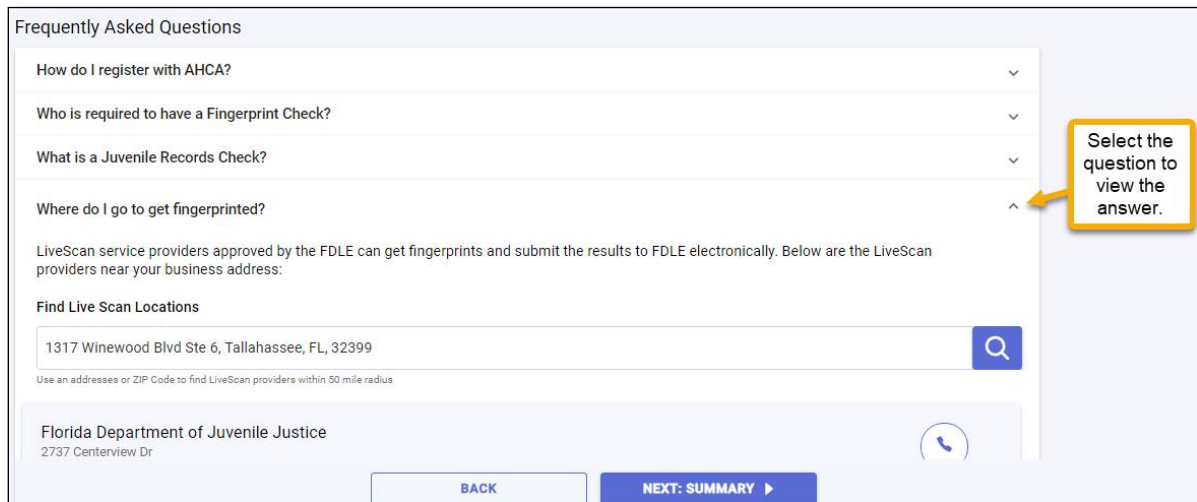 Frequently Asked Questions
How do I register with AHCA?
Who is required to have a Fingerprint Check?
What is a Juvenile Records Check?
Where do I go to get fingerprinted?
Select the
question to
view the
answer.
LiveScan service providers approved by the FDLE can get fingerprints and submit the results to FDLE electronically. Below are the LiveScan
providers near your business address:
Find Live Scan Locations
1317 Winewood Blvd Ste 6, Tallahassee, FL, 32399
Use an addresses or ZIP Code to find LiveScan providers within 50 mile radius
Florida Department of Juvenile Justice
2737 Centerview Dr
BACK
NEXT: SUMMARY